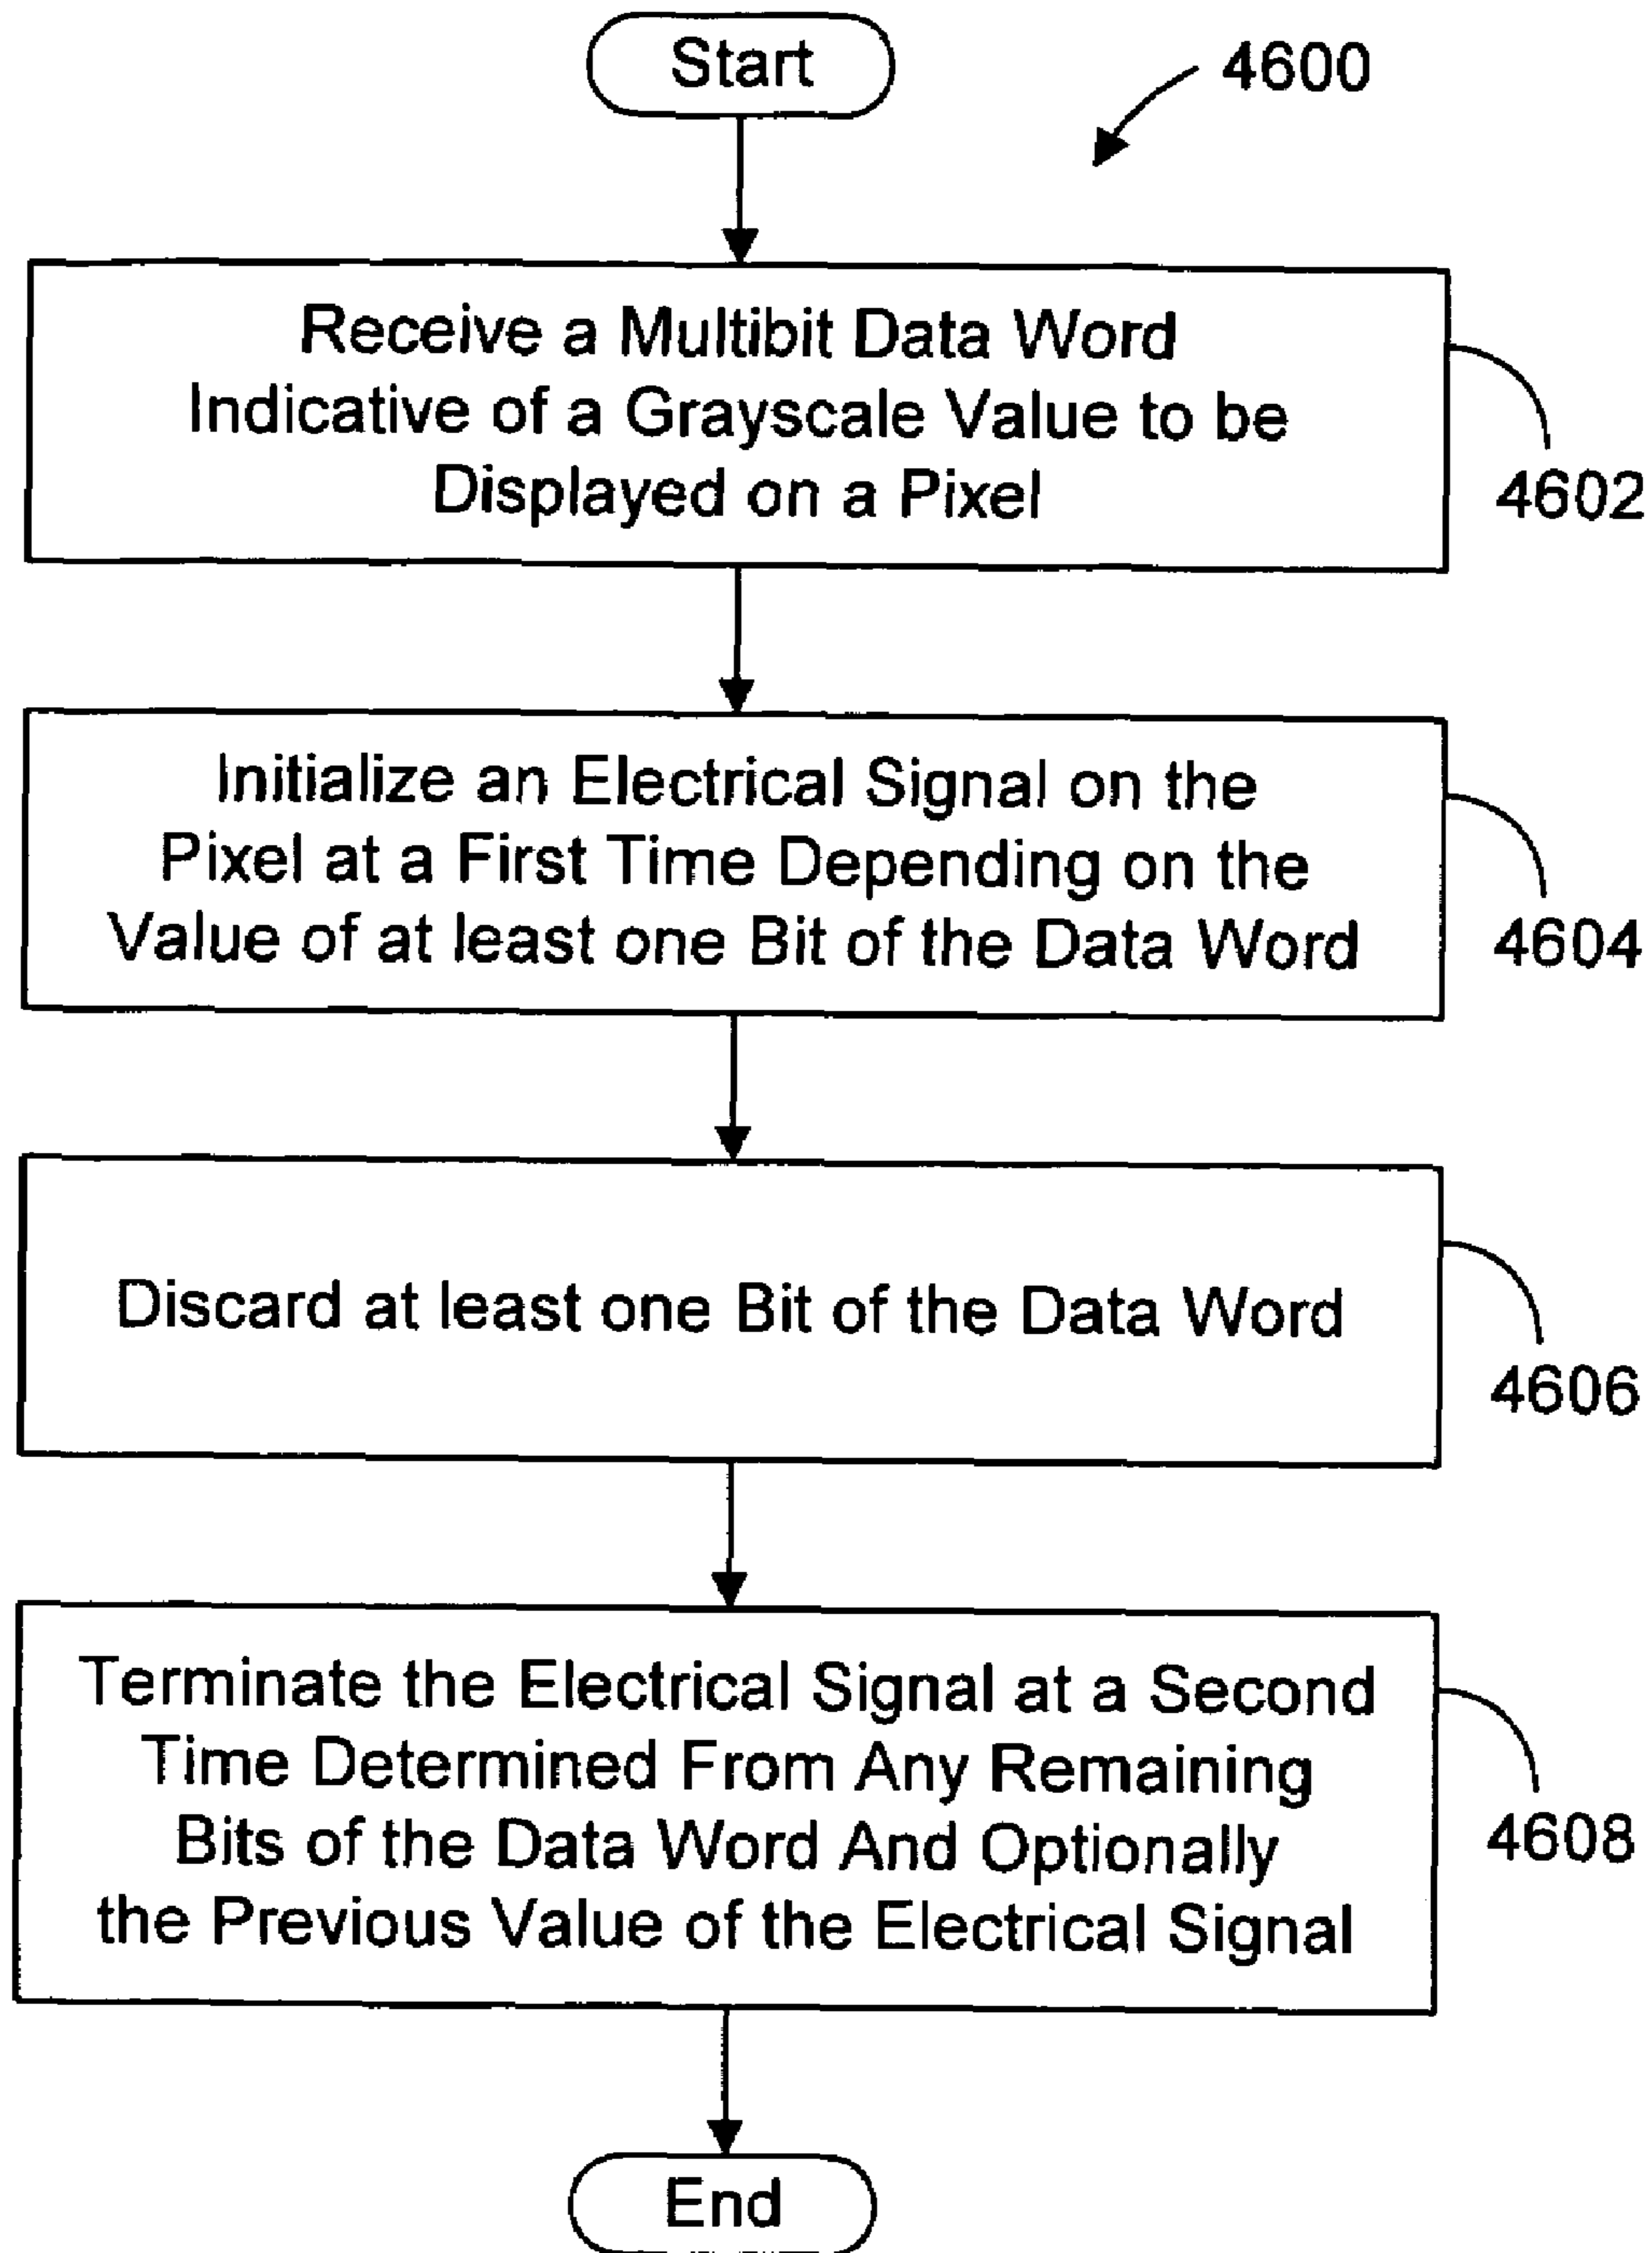 Start
4600
Receive a Multibit Data Word
Indicative of a Grayscale Value to be
Displayed on a Pixel
4602
Initialize an Electrical Signal on the
Pixel at a First Time Depending on the
Value of at least one Bit of the Data Word
4604
Discard at least one Bit of the Data Word
4606
Terminate the Electrical Signal at a Second
Time Determined From Any Remaining
Bits of the Data Word And Optionally
the Previous Value of the Electrical Signal
4608
End